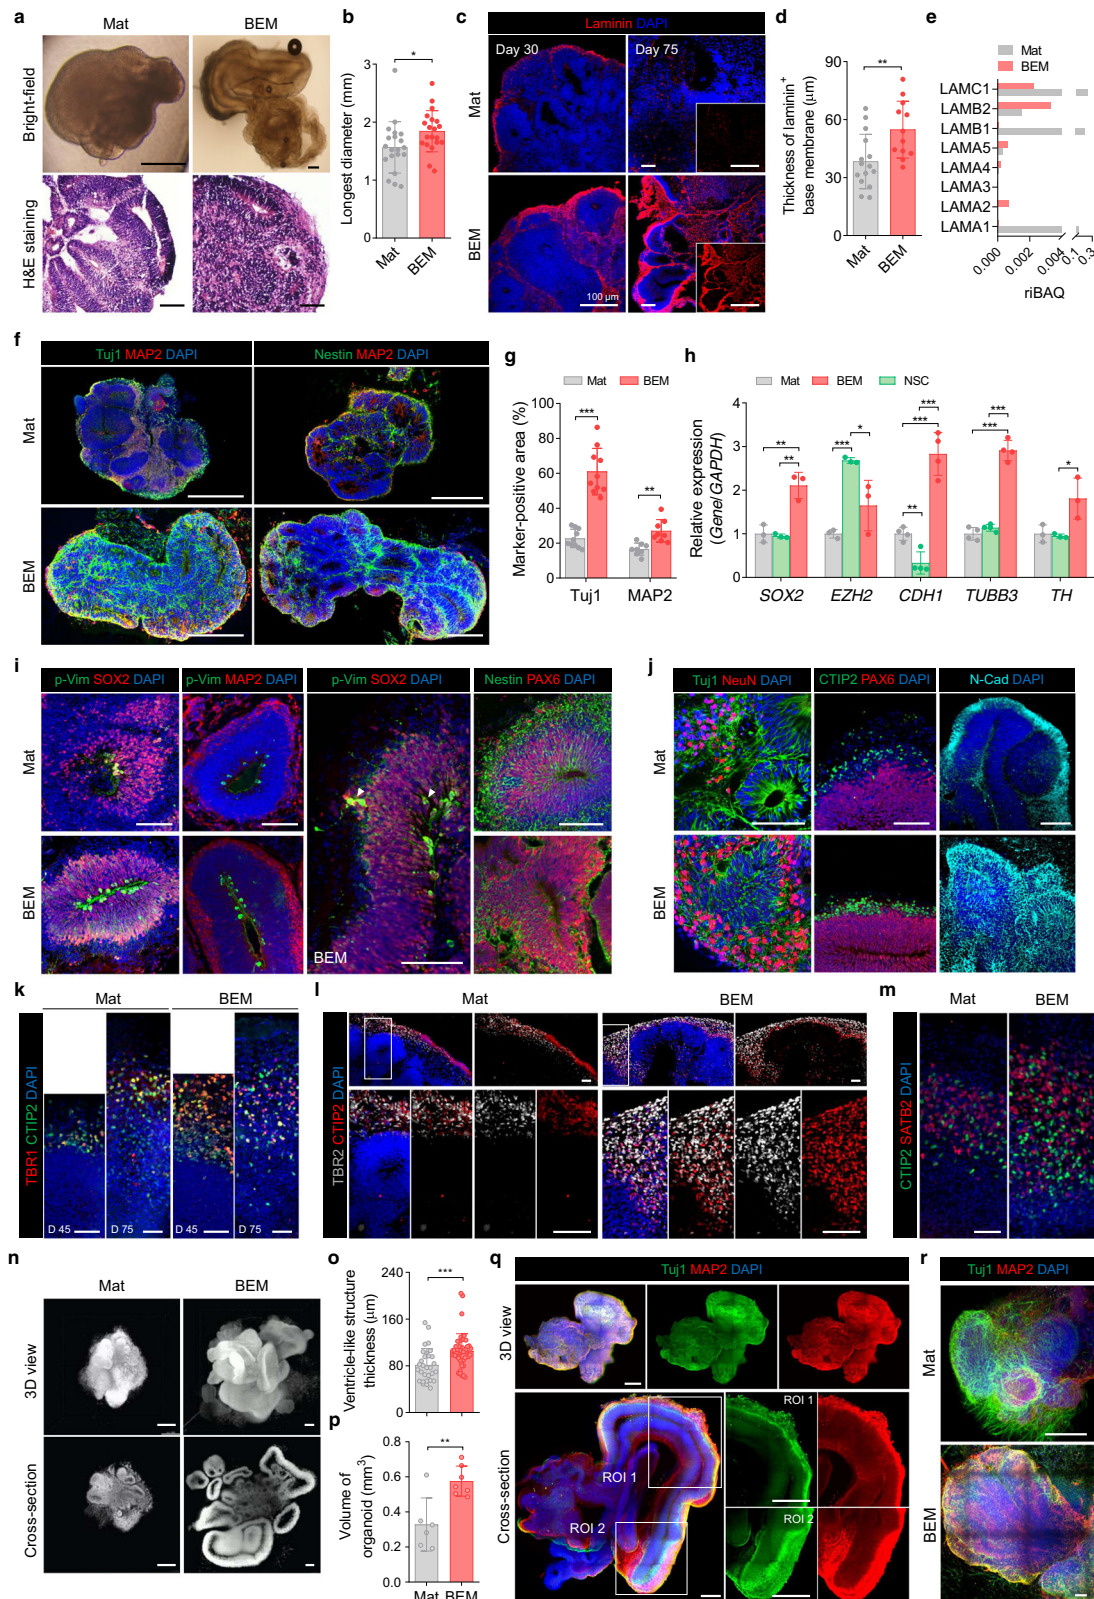 a
Mat
BEM
Bright-field
H&E staining
b
*
Longest diameter (mm)
3
2
1
0
Mat
BEM
c
Laminin DAPI
Day 30
Day 75
Mat
BEM
100 µm
d
**
Thickness of laminin+
base membrane (µm)
90
60
30
0
Mat
BEM
e
Mat
BEM
LAMC1
LAMB2
LAMB1
LAMA5
LAMA4
LAMA3
LAMA2
LAMA1
0.000
0.002
0.004
0.1
0.3
riBAQ
f
Tuj1 MAP2 DAPI
Nestin MAP2 DAPI
Mat
BEM
g
Mat
BEM
Marker-positive area (%)
100
80
60
40
20
0
***
**
Tuj1
MAP2
h
Mat
BEM
NSC
Relative expression
(Gene/GAPDH)
4
3
2
1
0
**
**
***
*
***
***
**
***
***
*
SOX2
EZH2
CDH1
TUBB3
TH
i
p-Vim SOX2 DAPI
p-Vim MAP2 DAPI
p-Vim SOX2 DAPI
Nestin PAX6 DAPI
Mat
BEM
BEM
j
Tuj1 NeuN DAPI
CTIP2 PAX6 DAPI
N-Cad DAPI
Mat
BEM
k
Mat
BEM
TBR1 CTIP2 DAPI
D 45
D 75
D 45
D 75
l
Mat
BEM
TBR2 CTIP2 DAPI
m
Mat
BEM
CTIP2 SATB2 DAPI
n
Mat
BEM
3D view
Cross-section
o
***
Ventricle-like structure
thickness (µm)
240
160
80
0
p
**
Volume of
organoid (mm3)
0.8
0.6
0.4
0.2
0.0
Mat
BEM
q
Tuj1 MAP2 DAPI
3D view
Cross-section
ROI 1
ROI 2
ROI 1
ROI 2
r
Tuj1 MAP2 DAPI
Mat
BEM